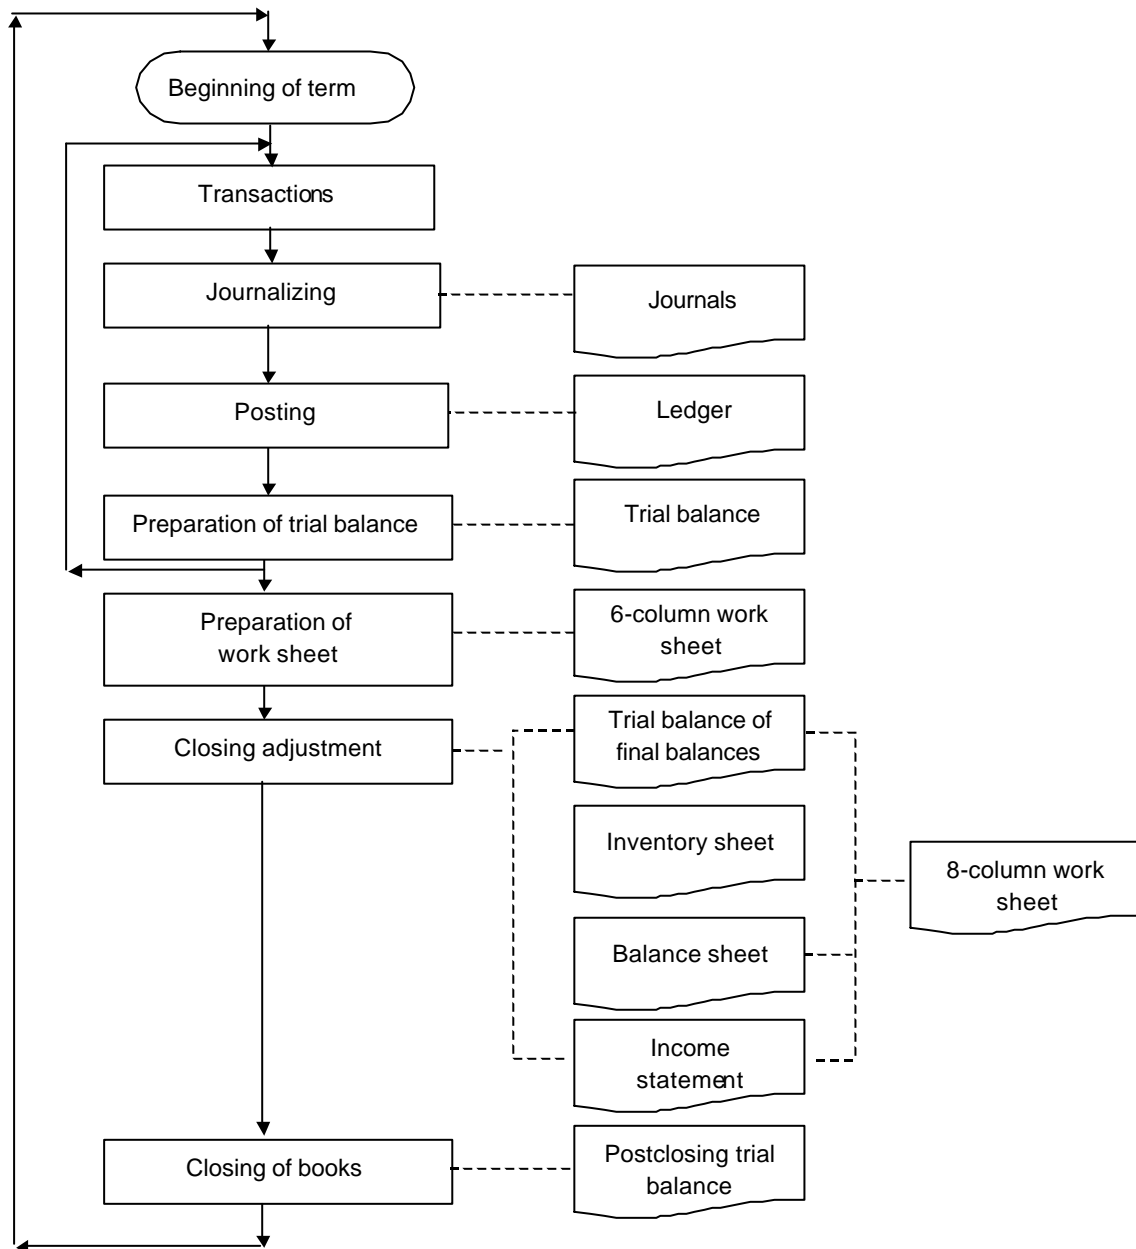 Beginning of term
Transactions
Journalizing
Journals
Posting
Ledger
Preparation of trial balance
Trial balance
Preparation of
work sheet
6-column work
sheet
Closing adjustment
Trial balance of
final balances
Inventory sheet
8-column work
sheet
Balance sheet
Income
statement
Closing of books
Postclosing trial
balance